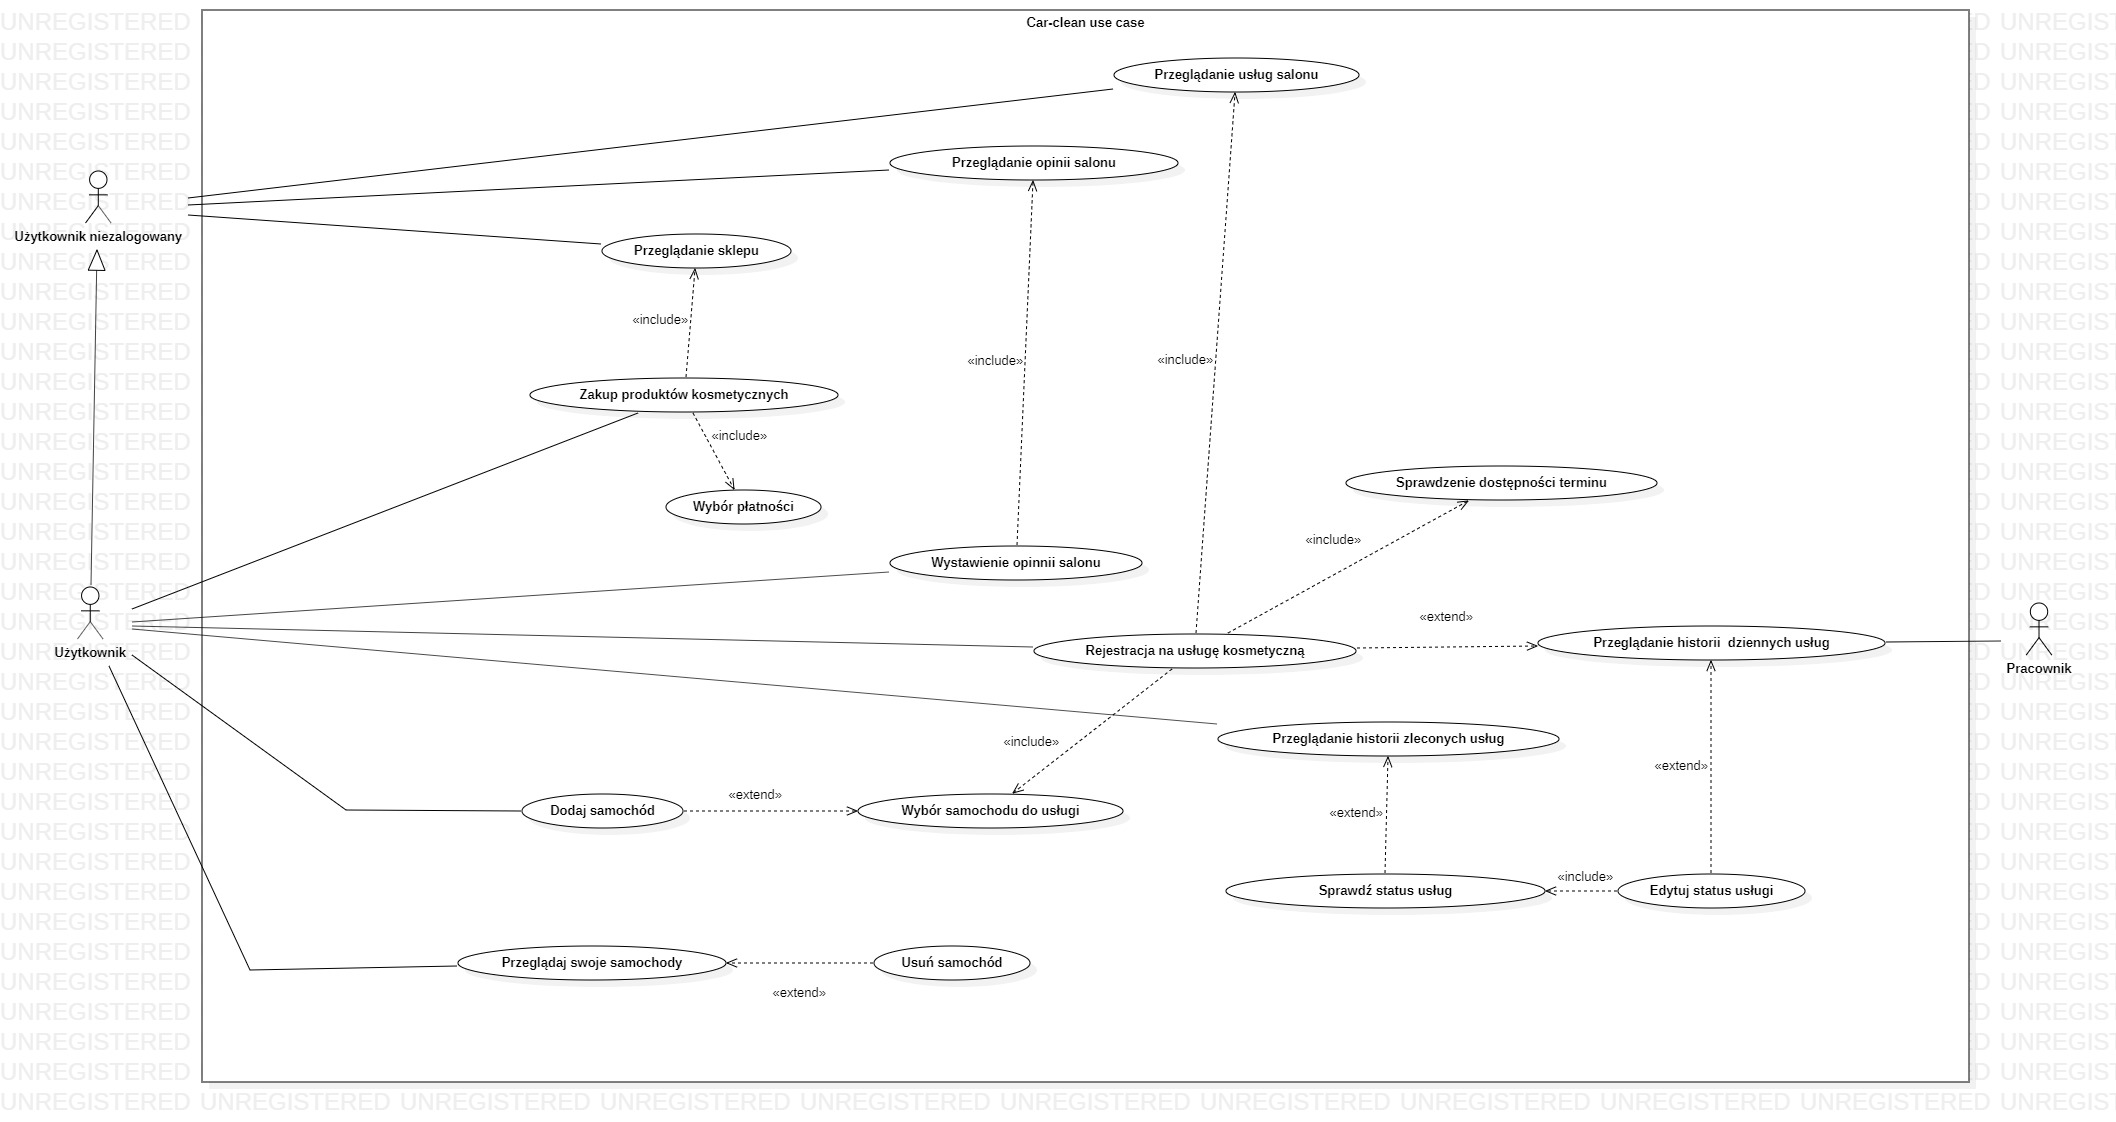 Car-clean use case
Przeglądanie usług salonu
Przeglądanie opinii salonu
Użytkownik niezalogowany
Przeglądanie sklepu
«include»
«include»
«include»
Zakup produktów kosmetycznych
«include»
Sprawdzenie dostępności terminu
Wybór płatności
«include»
Wystawienie opinnii salonu
«extend»
Użytkownik
Rejestracja na usługę kosmetyczną
Przeglądanie historii  dziennych usług
Pracownik
Przeglądanie historii zleconych usług
«include»
«extend»
«extend»
Dodaj samochód
Wybór samochodu do usługi
«extend»
«include»
Sprawdź status usług
Edytuj status usługi
Przeglądaj swoje samochody
Usuń samochód
«extend»
UNREGISTERED UNREGISTERED UNREGISTERED UNREGISTERED UNREGISTERED UNREGISTERED UNREGISTERED UNREGISTERED UNREGISTERED UNREGISTERED